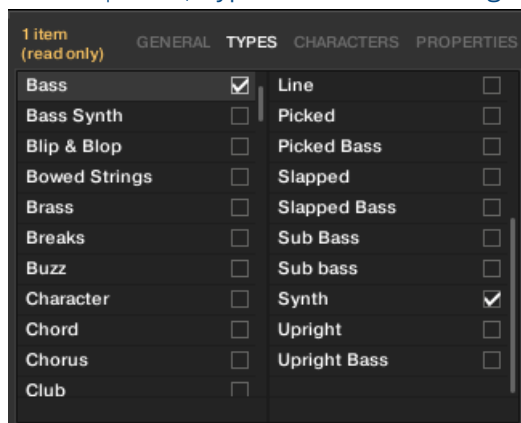 1 item
(read only)
GENERAL TYPES CHARACTERS PROPERTIES
Bass
Bass Synth
Blip & Blop
Bowed Strings
Brass
Breaks
Buzz
Character
Chord
Chorus
Club
Line
Picked
Picked Bass
Slapped
Slapped Bass
Sub Bass
Sub bass
Synth
Upright
Upright Bass